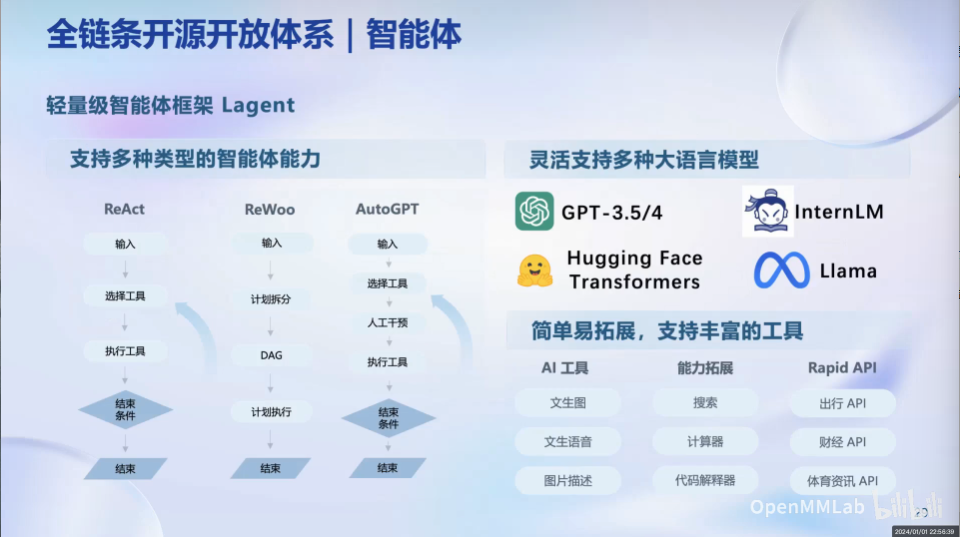 全链条开源开放体系｜智能体
轻量级智能体框架 Lagent
支持多种类型的智能体能力
ReAct
输入
选择工具
执行工具
结束
条件
结束
ReWoo
输入
计划拆分
DAG
计划执行
结束
AutoGPT
输入
选择工具
人工干预
执行工具
结束
条件
结束
灵活支持多种大语言模型
GPT-3.5/4
InternLM
Hugging Face
Transformers
Llama
简单易拓展，支持丰富的工具
AI 工具
能力拓展
Rapid API
文生图
搜索
出行 API
文生语音
计算器
财经 API
图片描述
代码解释器
体育资讯 API
OpenMMLab
bilibili
2024/01/01 22:56:39